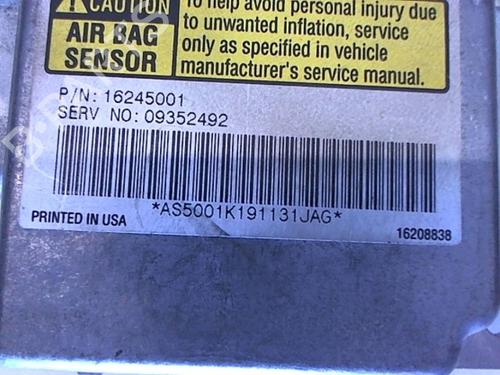 CAUTION
AIR BAG
SENSOR
To help avoid personal injury due
to unwanted inflation, service
only as specified in vehicle
manufacturer's service manual.
P/N: 16245001
SERV NO: 09352492
*AS5001K191131JAG*
PRINTED IN USA
16208838